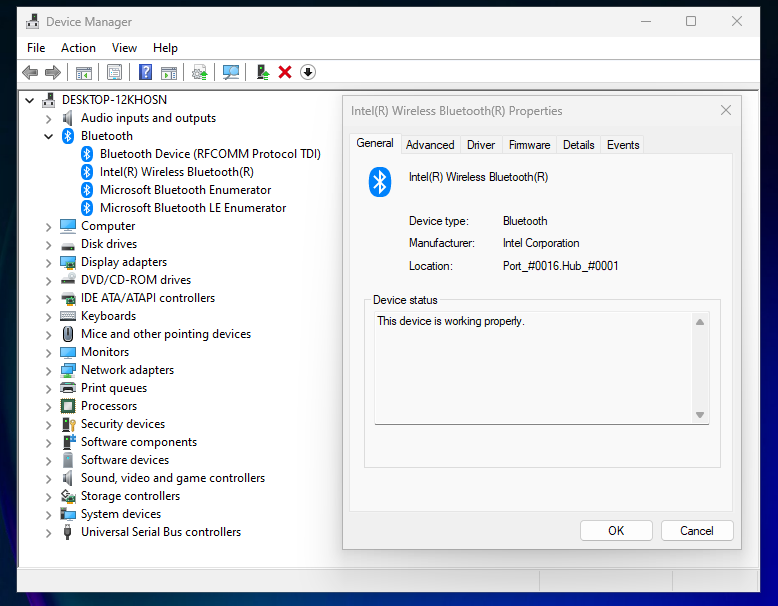 Device Manager
File Action View Help
DESKTOP-12KHOSN
Audio inputs and outputs
Bluetooth
Bluetooth Device (RFCOMM Protocol TDI)
Intel(R) Wireless Bluetooth(R)
Microsoft Bluetooth Enumerator
Microsoft Bluetooth LE Enumerator
Computer
Disk drives
Display adapters
DVD/CD-ROM drives
IDE ATA/ATAPI controllers
Keyboards
Mice and other pointing devices
Monitors
Network adapters
Print queues
Processors
Security devices
Software components
Software devices
Sound, video and game controllers
Storage controllers
System devices
Universal Serial Bus controllers
Intel(R) Wireless Bluetooth(R) Properties
General Advanced Driver Firmware Details Events
Intel(R) Wireless Bluetooth(R)
Device type: Bluetooth
Manufacturer: Intel Corporation
Location: Port_#0016.Hub_#0001
Device status
This device is working properly.
OK Cancel